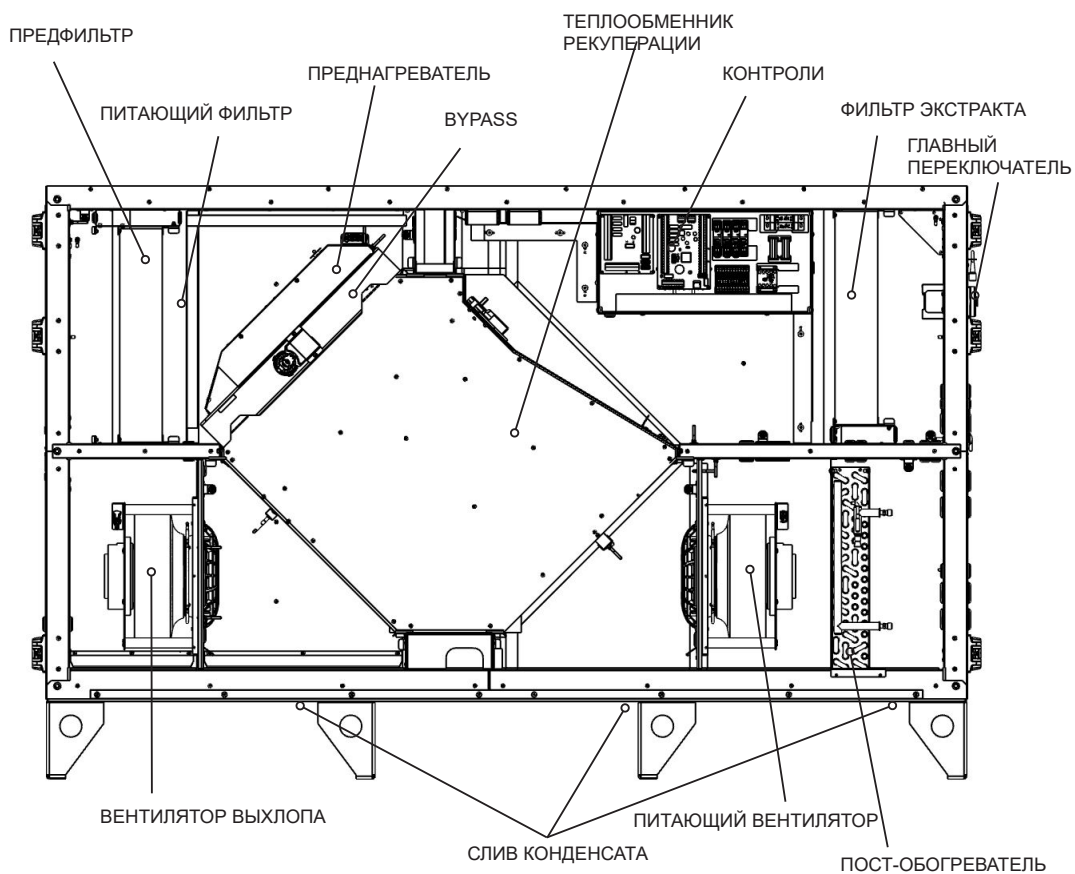 ТЕПЛООБМЕННИК
РЕКУПЕРАЦИИ
ПРЕДФИЛЬТР
ПРЕДНАГРЕВАТЕЛЬ
КОНТРОЛИ
ПИТАЮЩИЙ ФИЛЬТР
BYPASS
ФИЛЬТР ЭКСТРАКТА
ГЛАВНЫЙ
ПЕРЕКЛЮЧАТЕЛЬ
ВЕНТИЛЯТОР ВЫХЛОПА
ПИТАЮЩИЙ ВЕНТИЛЯТОР
СЛИВ КОНДЕНСАТА
ПОСТ-ОБОГРЕВАТЕЛЬ